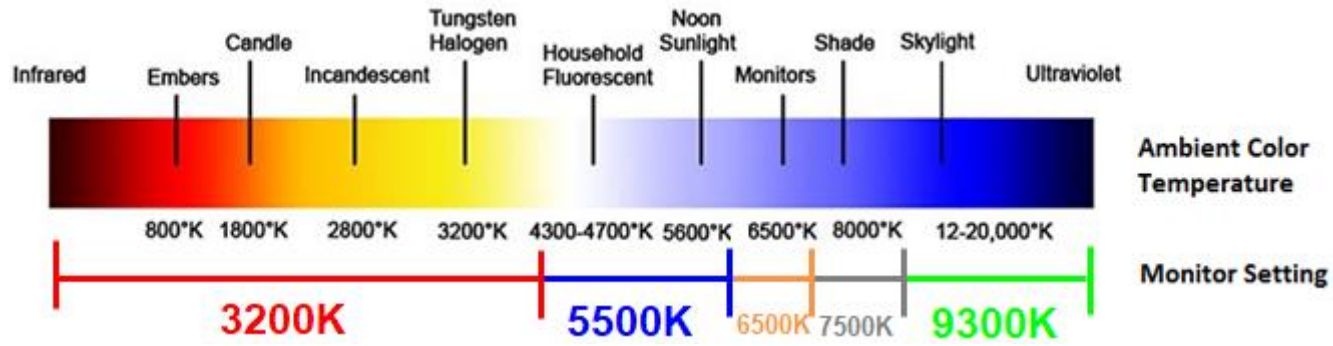 Infrared
Embers
Candle
Incandescent
Tungsten
Halogen
Household
Fluorescent
Noon
Sunlight
Monitors
Shade
Skylight
Ultraviolet
Ambient Color
Temperature
800°K 1800°K 2800°K 3200°K 4300-4700°K 5600°K 6500°K 8000°K 12-20,000°K
Monitor Setting
3200K 5500K 6500K 7500K 9300K